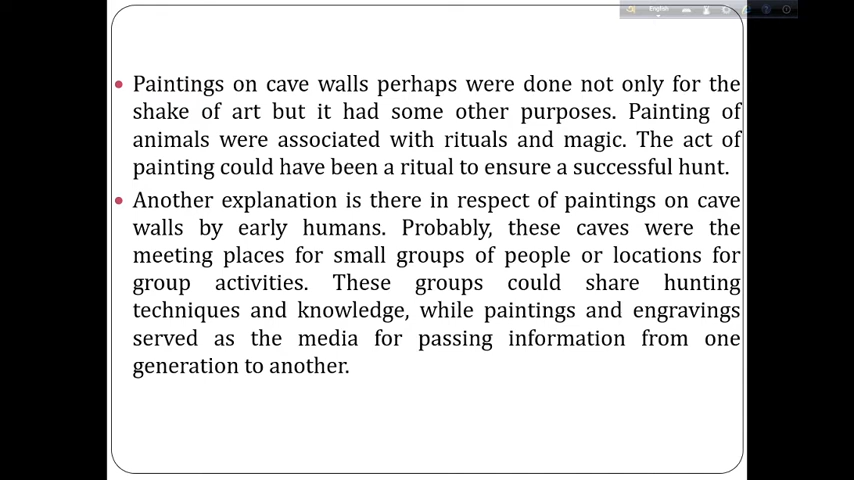 English
• Paintings on cave walls perhaps were done not only for the
shake of art but it had some other purposes. Painting of
animals were associated with rituals and magic. The act of
painting could have been a ritual to ensure a successful hunt.
• Another explanation is there in respect of paintings on cave
walls by early humans. Probably, these caves were the
meeting places for small groups of people or locations for
group activities. These groups could share hunting
techniques and knowledge, while paintings and engravings
served as the media for passing information from one
generation to another.